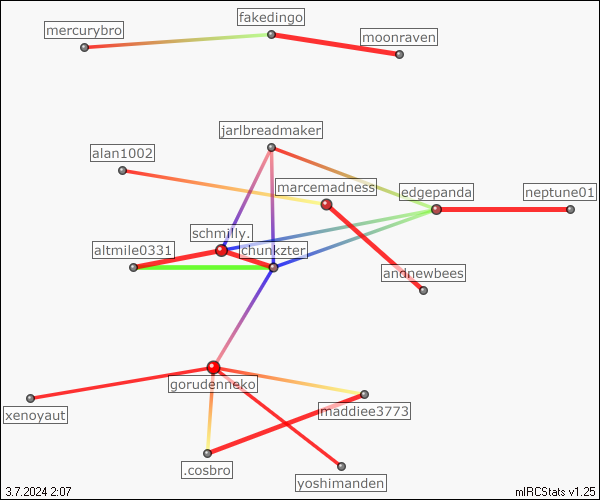 fakedingo
mercurybro
moonraven
jarlbreadmaker
alan1002
marcemadness
edgepanda
neptune01
schmilly.
altmile0331
chunkzter
andnewbees
gorudenneko
xenoyaut
maddiee3773
.cosbro
yoshimanden
3.7.2024 2:07
mIRCStats v1.25